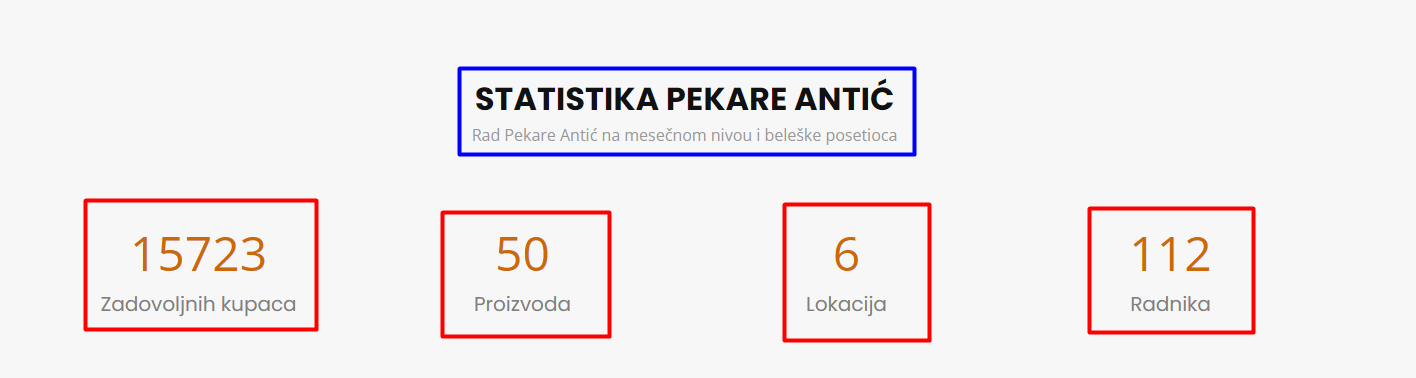 STATISTIKA PEKARE ANTIĆ
Rad Pekare Antić na mesečnom nivou i beleške posetioca
15723
Zadovoljnih kupaca
50
Proizvoda
6
Lokacija
112
Radnika